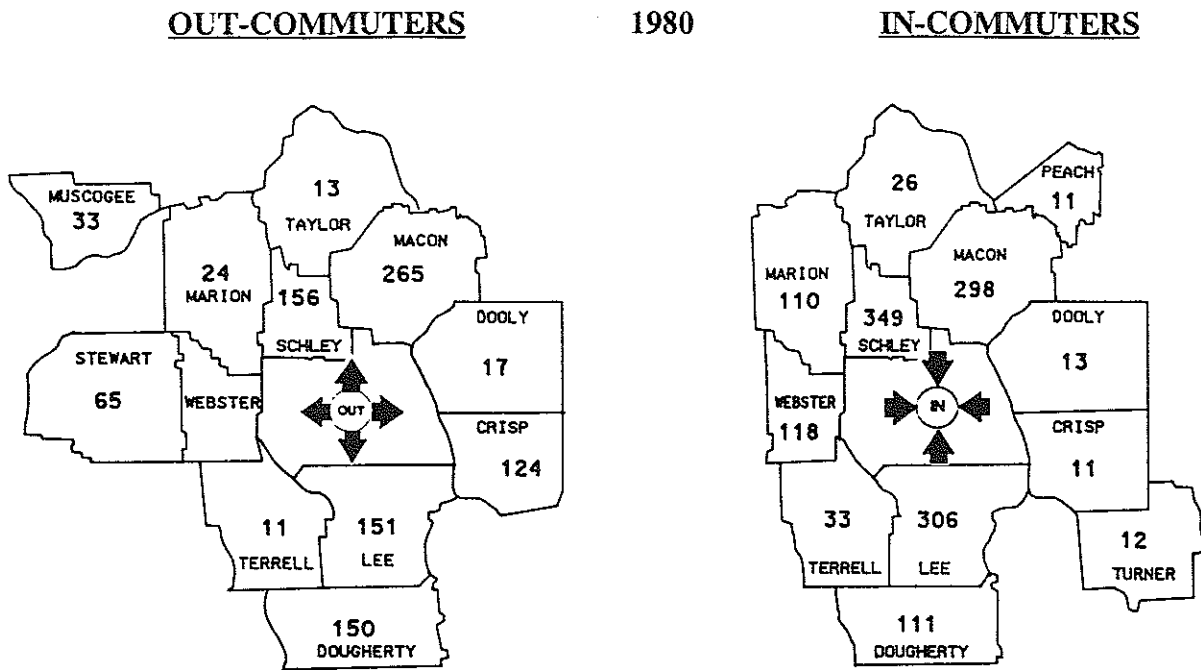 OUT-COMMUTERS 1980 IN-COMMUTERS
MUSCOGEE
33
13
TAYLOR
MACON
265
24
MARION
156
SCHLEY
DOOLY
17
STEWART
65
WEBSTER
OUT
CRISP
124
11
TERRELL
151
LEE
150
DOUGHERTY
PEACH
11
26
TAYLOR
MACON
298
MARION
110
349
SCHLEY
DOOLY
13
WEBSTER
118
IN
CRISP
11
33
TERRELL
306
LEE
12
TURNER
111
DOUGHERTY